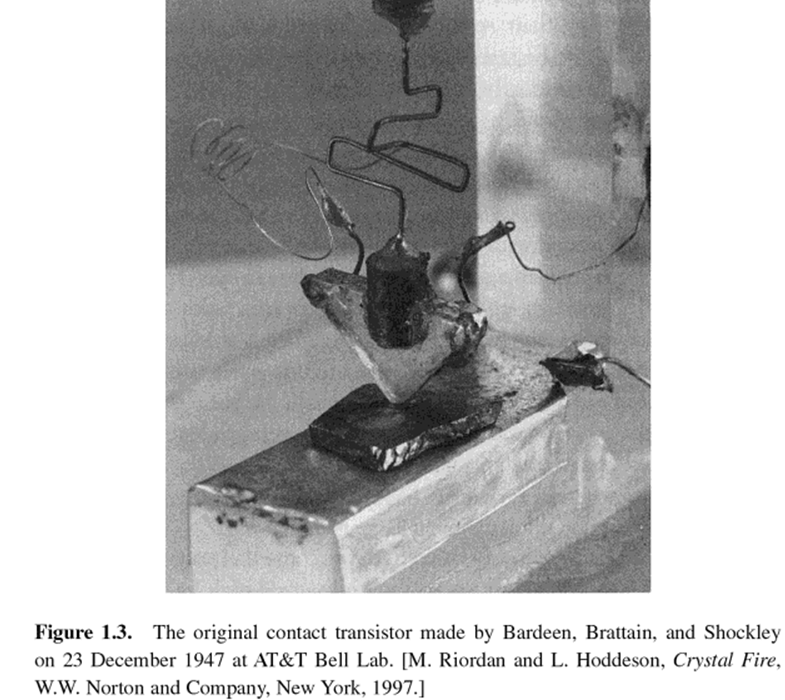 Figure 1.3. The original contact transistor made by Bardeen, Brattain, and Shockley
on 23 December 1947 at AT&T Bell Lab. [M. Riordan and L. Hoddeson, Crystal Fire,
W.W. Norton and Company, New York, 1997.]